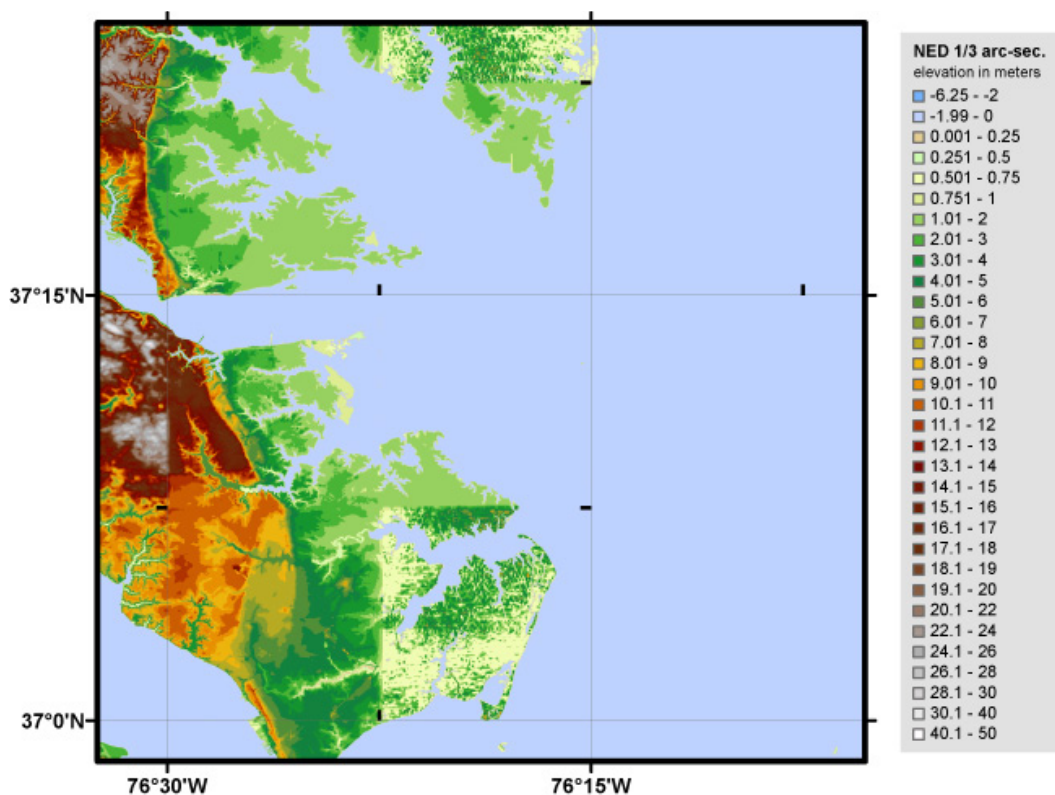 NED 1/3 arc-sec.
elevation in meters
-6.25 - -2
-1.99 - 0
0.001 - 0.25
0.251 - 0.5
0.501 - 0.75
0.751 - 1
1.01 - 2
2.01 - 3
3.01 - 4
4.01 - 5
5.01 - 6
6.01 - 7
7.01 - 8
8.01 - 9
9.01 - 10
10.1 - 11
11.1 - 12
12.1 - 13
13.1 - 14
14.1 - 15
15.1 - 16
16.1 - 17
17.1 - 18
18.1 - 19
19.1 - 20
20.1 - 22
22.1 - 24
24.1 - 26
26.1 - 28
28.1 - 30
30.1 - 40
40.1 - 50
37°15'N
37°0'N
76°30'W
76°15'W